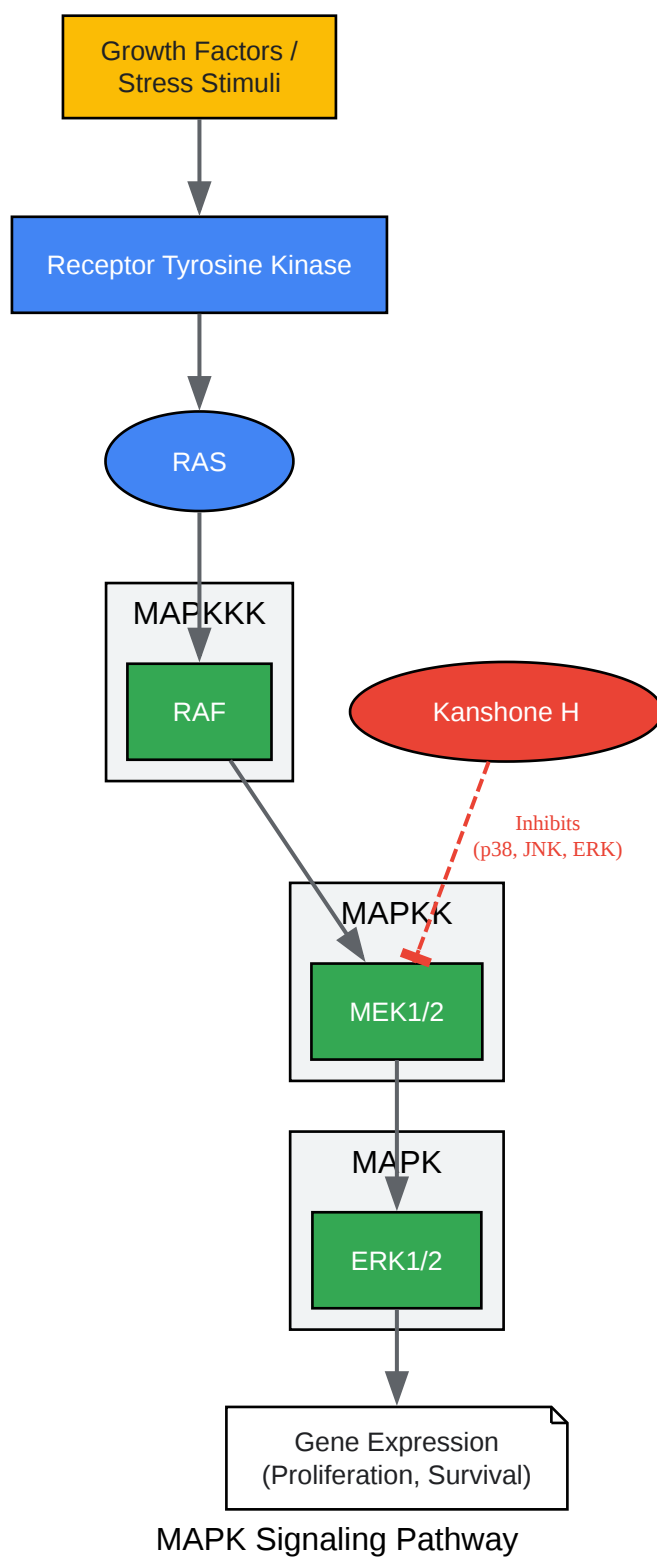 Growth Factors /
Stress Stimuli
Receptor Tyrosine Kinase
RAS
MAPKKK
RAF
Kanshone H
Inhibits
(p38, JNK, ERK)
MAPKK
MEK1/2
MAPK
ERK1/2
Gene Expression
(Proliferation, Survival)
MAPK Signaling Pathway